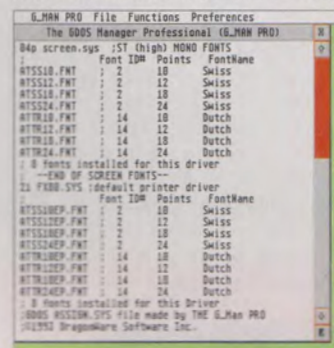 G_MAN PRO File Functions Preferences
The GDOS Manager Professional (G_MAN PRO)
04p screen.sys ;ST (high) MONO FONTS
; Font ID# Points FontName
ATSS10.FNT ; 2 10 Swiss
ATSS12.FNT ; 2 12 Swiss
ATSS18.FNT ; 2 18 Swiss
ATSS24.FNT ; 2 24 Swiss
ATTR10.FNT ; 14 10 Dutch
ATTR12.FNT ; 14 12 Dutch
ATTR18.FNT ; 14 18 Dutch
ATTR24.FNT ; 14 24 Dutch
; 8 fonts installed for this driver
; --END OF SCREEN FONTS--
21 FX80.SYS ;default printer driver
; Font ID# Points FontName
ATSS10EP.FNT ; 2 10 Swiss
ATSS12EP.FNT ; 2 12 Swiss
ATSS18EP.FNT ; 2 18 Swiss
ATSS24EP.FNT ; 2 24 Swiss
ATTR10EP.FNT ; 14 10 Dutch
ATTR12EP.FNT ; 14 12 Dutch
ATTR18EP.FNT ; 14 18 Dutch
ATTR24EP.FNT ; 14 24 Dutch
; 8 fonts installed for this Driver
;GDOS ASSIGN.SYS file made by THE G_Man PRO
;©1992 DragonWare Software Inc.